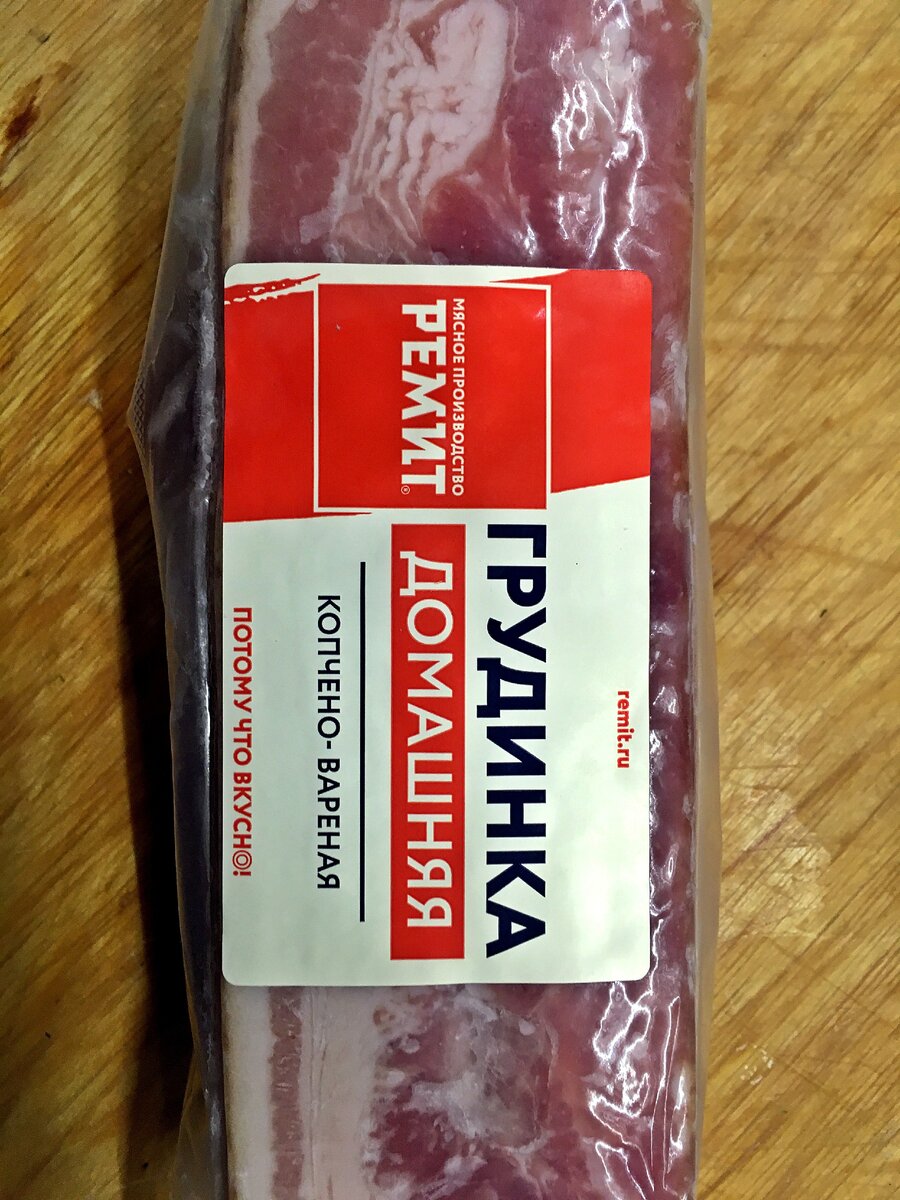 remit.ru
МЯСНОЕ ПРОИЗВОДСТВО
РЕМИТ®
ГРУДИНКА
ДОМАШНЯЯ
КОПЧЕНО-ВАРЕНАЯ
ПОТОМУ ЧТО ВКУСНО!